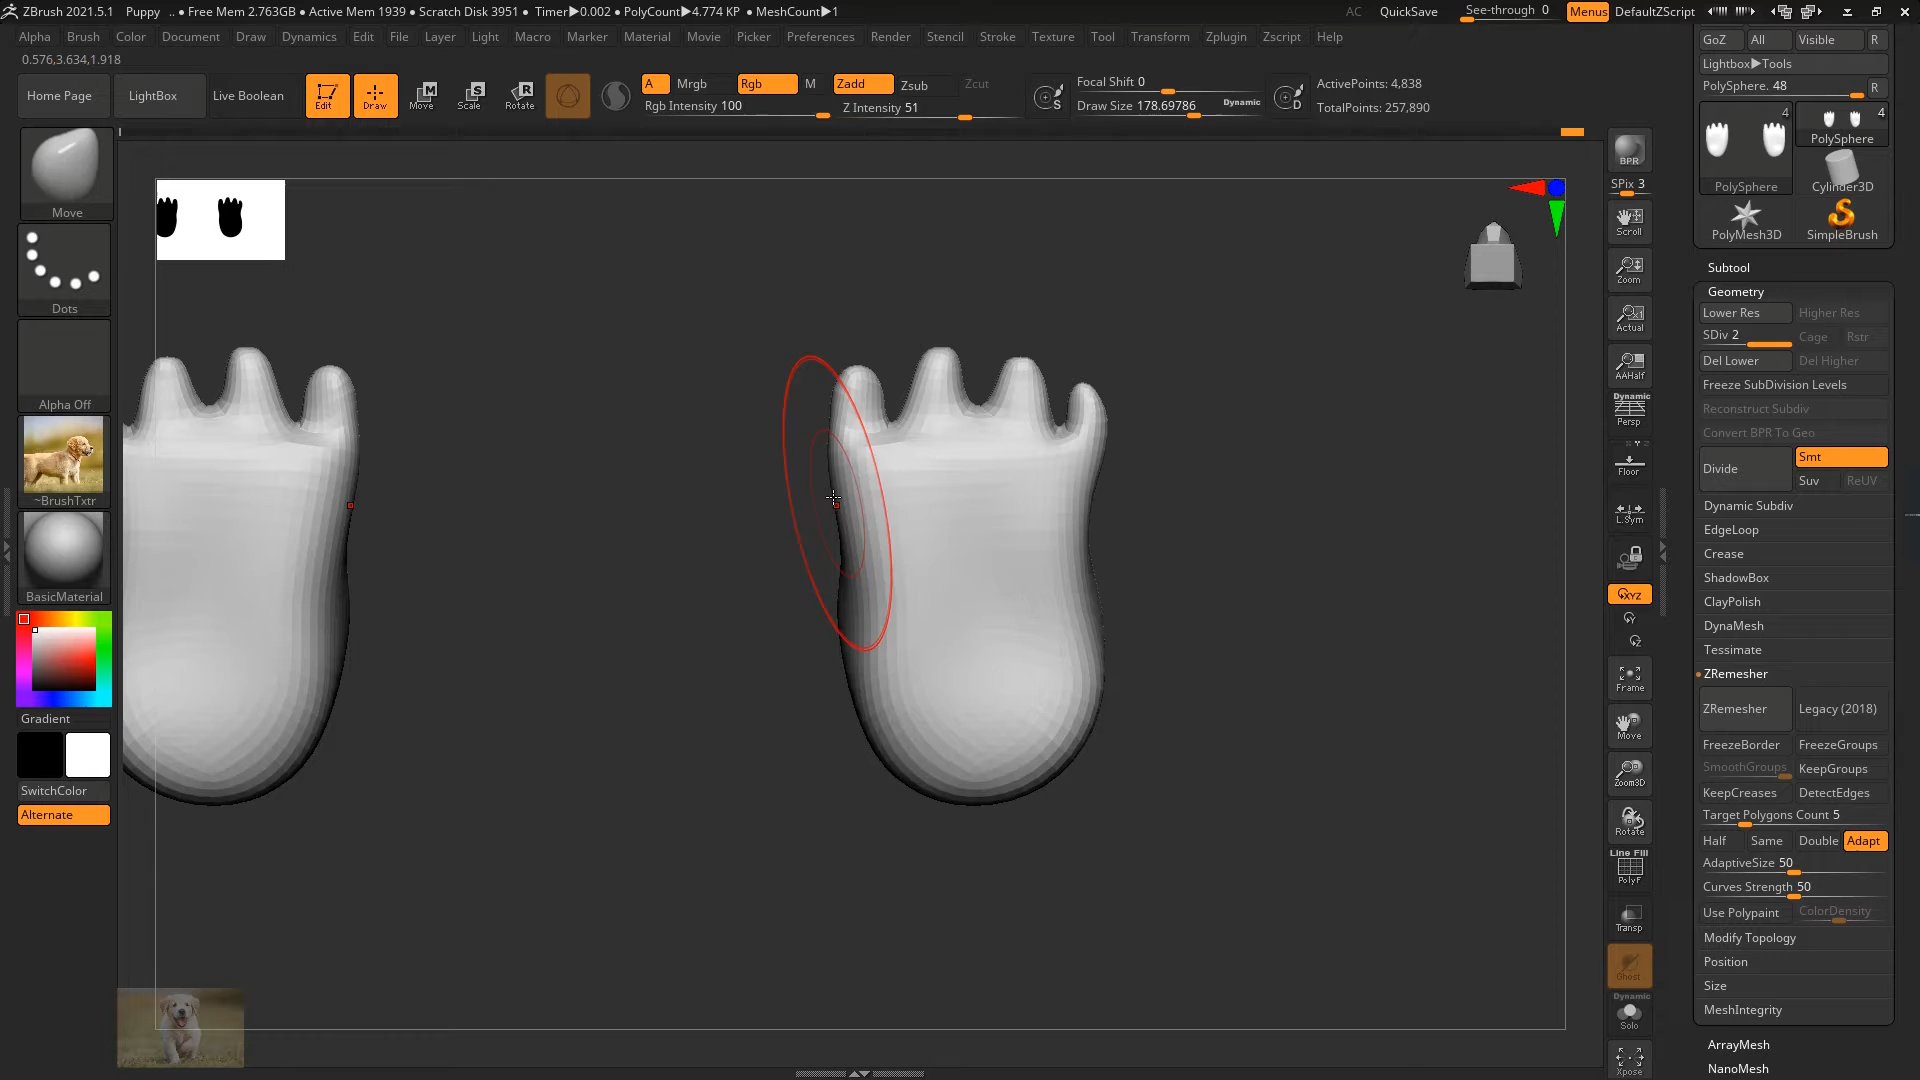 ZBrush 2021.5.1 Puppy .. • Free Mem 2.763GB • Active Mem 1939 • Scratch Disk 3951 • Timer▶0.002 • PolyCount▶4.774 KP • MeshCount▶1 AC QuickSave See-through 0 Menus DefaultZScript
Alpha Brush Color Document Draw Dynamics Edit File Layer Light Macro Marker Material Movie Picker Preferences Render Stencil Stroke Texture Tool Transform Zplugin Zscript Help
0.576,3.634,1.918
Home Page LightBox Live Boolean Edit Draw Move Scale Rotate
A Mrgb Rgb M Zadd Zsub Zcut
Rgb Intensity 100 Z Intensity 51
Focal Shift 0
Draw Size 178.69786 Dynamic
ActivePoints: 4,838
TotalPoints: 257,890
Move
Dots
Alpha Off
~BrushTxtr
BasicMaterial
Gradient
SwitchColor
Alternate
BPR
SPix 3
Scroll
Zoom
Actual
AAHalf
Dynamic
Persp
Floor
L.Sym
XYZ
Frame
Move
Zoom3D
Rotate
Line Fill
PolyF
Transp
Ghost
Dynamic
Solo
Xpose
GoZ All Visible R
Lightbox▶Tools
PolySphere. 48 R
4 4
PolySphere
PolySphere Cylinder3D
PolyMesh3D SimpleBrush
Subtool
Geometry
Lower Res Higher Res
SDiv 2 Cage Rstr
Del Lower Del Higher
Freeze SubDivision Levels
Reconstruct Subdiv
Convert BPR To Geo
Divide Smt
Suv ReUV
Dynamic Subdiv
EdgeLoop
Crease
ShadowBox
ClayPolish
DynaMesh
Tessimate
ZRemesher
ZRemesher Legacy (2018)
FreezeBorder FreezeGroups
SmoothGroups KeepGroups
KeepCreases DetectEdges
Target Polygons Count 5
Half Same Double Adapt
AdaptiveSize 50
Curves Strength 50
Use Polypaint ColorDensity
Modify Topology
Position
Size
MeshIntegrity
ArrayMesh
NanoMesh